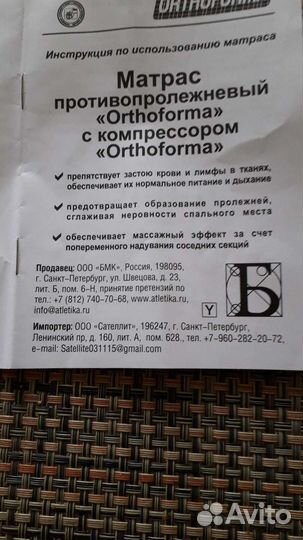 ORTHOFORMA
Инструкция по использованию матраса
Матрас
противопролежневый
«Orthoforma»
с компрессором
«Orthoforma»
✓ препятствует застою крови и лимфы в тканях,
обеспечивает их нормальное питание и дыхание
✓ предотвращает образование пролежней,
сглаживая неровности спального места
✓ обеспечивает массажный эффект за счет
попеременного надувания соседних секций
Продавец: ООО «БМК», Россия, 198095,
г. Санкт-Петербург, ул. Швецова, д. 23,
лит. Б, пом. 6-Н, принятие претензий по
тел.: +7 (812) 740-70-68, www.atletika.ru,
info@atletika.ru
Y
Б
Импортер: ООО «Сателлит», 196247, г. Санкт-Петербург,
Ленинский пр, д. 160, лит. А, пом. 628., тел: +7-960-282-20-72,
e-mail: Satellite031115@gmail.com
Avito